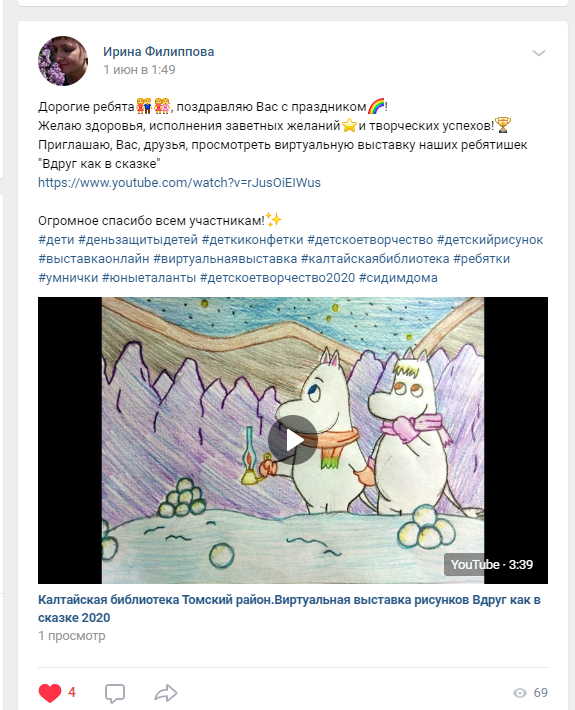 Ирина Филиппова
1 июн в 1:49
Дорогие ребята👫👭, поздравляю Вас с праздником🌈!
Желаю здоровья, исполнения заветных желаний⭐и творческих успехов!🏆
Приглашаю, Вас, друзья, просмотреть виртуальную выставку наших ребятишек
"Вдруг как в сказке"
https://www.youtube.com/watch?v=rJusOiEIWus
Огромное спасибо всем участникам!✨
#дети #деньзащитыдетей #деткиконфетки #детскоетворчество #детскийрисунок
#выставкаонлайн #виртуальнаявыставка #калтайскаябиблиотека #ребятки
#умнички #юныеталанты #детскоетворчество2020 #сидимдома
YouTube · 3:39
Калтайская библиотека Томский район.Виртуальная выставка рисунков Вдруг как в
сказке 2020
1 просмотр
4
69